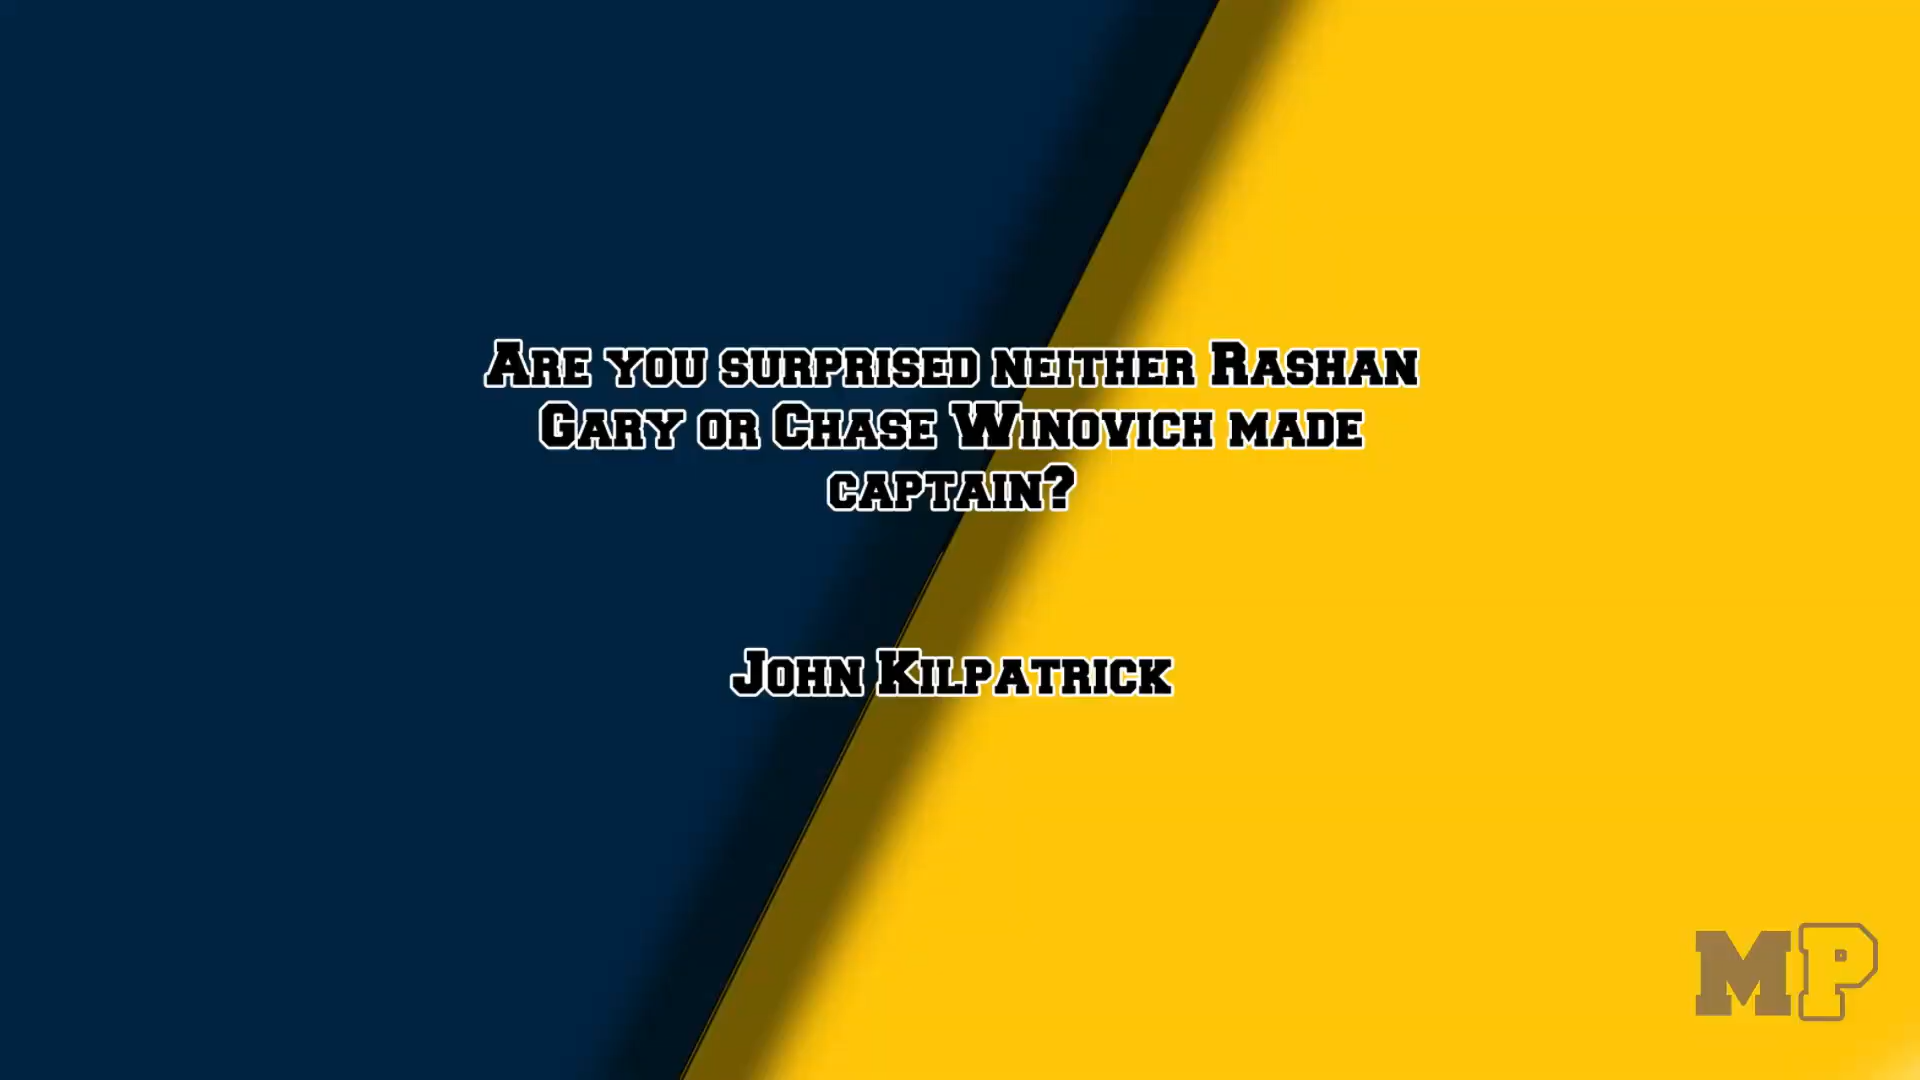 Are you surprised neither Rashan
Gary or Chase Winovich made
captain?
John Kilpatrick
MP